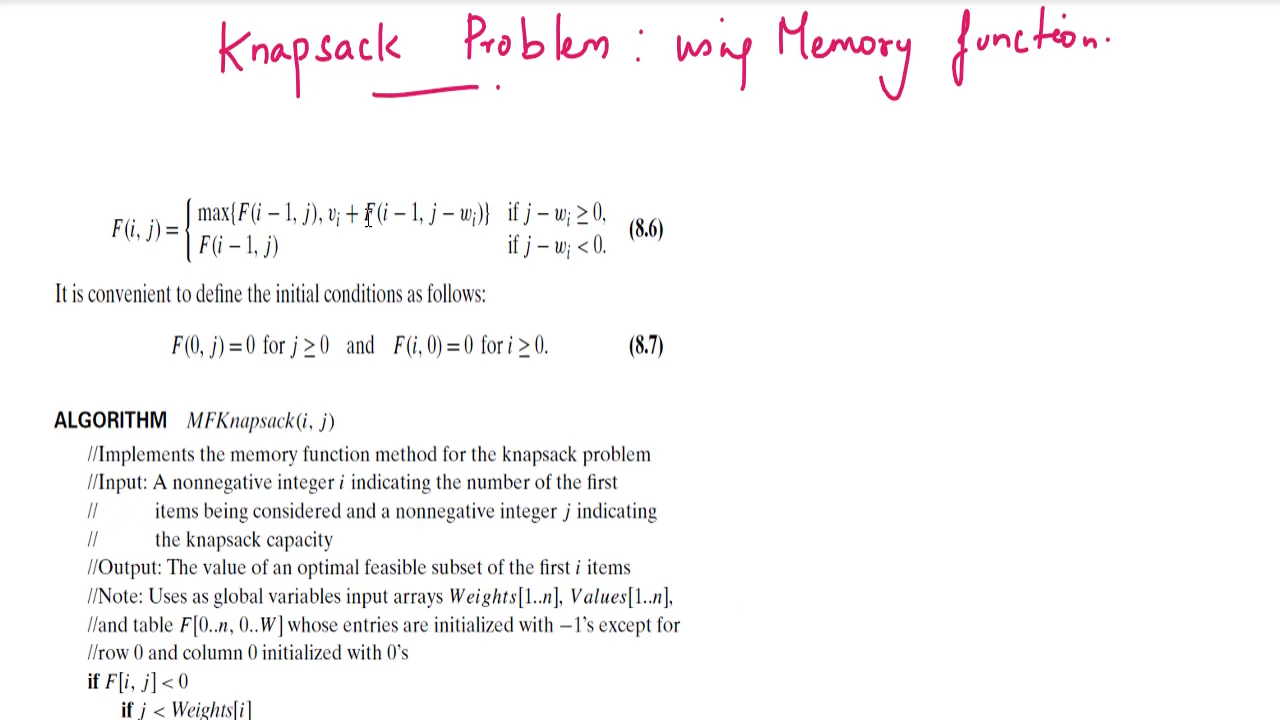 Knapsack Problem : using Memory function.
F(i, j) = { max{F(i − 1, j), vᵢ + F(i − 1, j − wᵢ)} if j − wᵢ ≥ 0, (8.6)
F(i − 1, j) if j − wᵢ < 0.
It is convenient to define the initial conditions as follows:
F(0, j) = 0 for j ≥ 0 and F(i, 0) = 0 for i ≥ 0. (8.7)
ALGORITHM MFKnapsack(i, j)
//Implements the memory function method for the knapsack problem
//Input: A nonnegative integer i indicating the number of the first
// items being considered and a nonnegative integer j indicating
// the knapsack capacity
//Output: The value of an optimal feasible subset of the first i items
//Note: Uses as global variables input arrays Weights[1..n], Values[1..n],
//and table F[0..n, 0..W] whose entries are initialized with −1's except for
//row 0 and column 0 initialized with 0's
if F[i, j] < 0
if j < Weights[i]